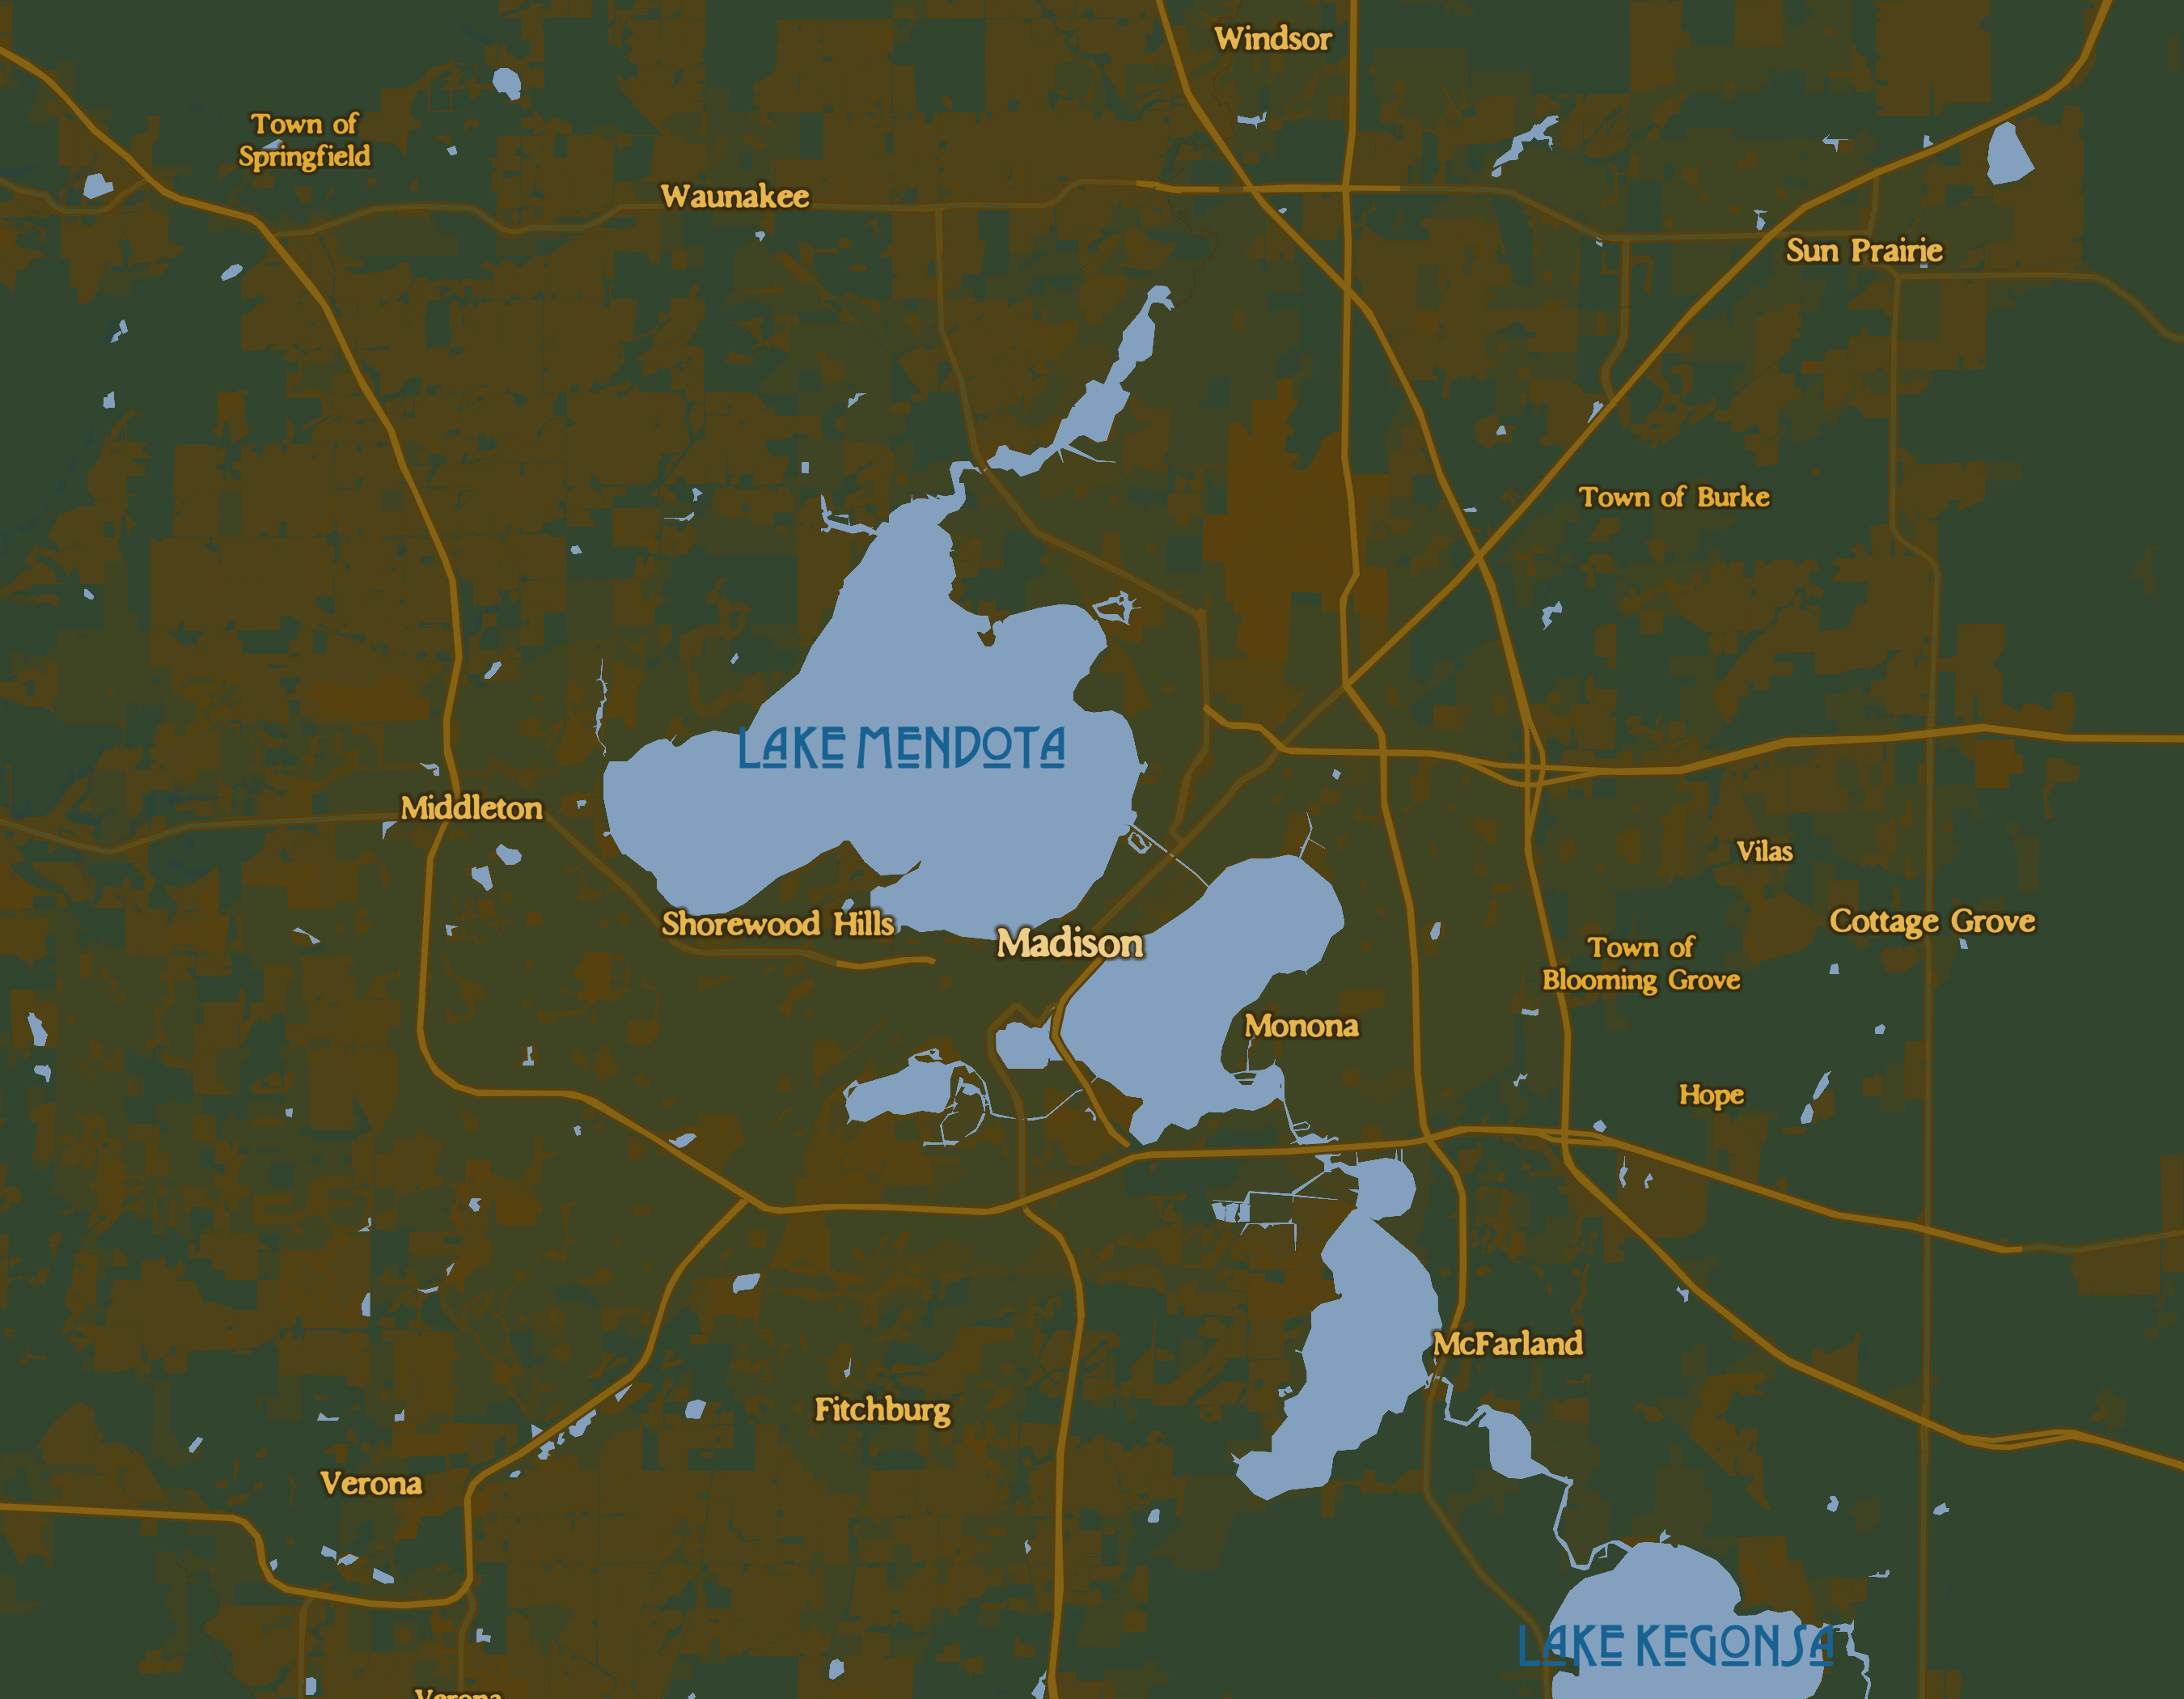 Windsor
Town of
Springfield
Waunakee
Sun Prairie
Town of Burke
LAKE MENDOTA
Middleton
Vilas
Shorewood Hills
Cottage Grove
Madison
Town of
Blooming Grove
Monona
Hope
McFarland
Fitchburg
Verona
LAKE KEGONSA
Verona